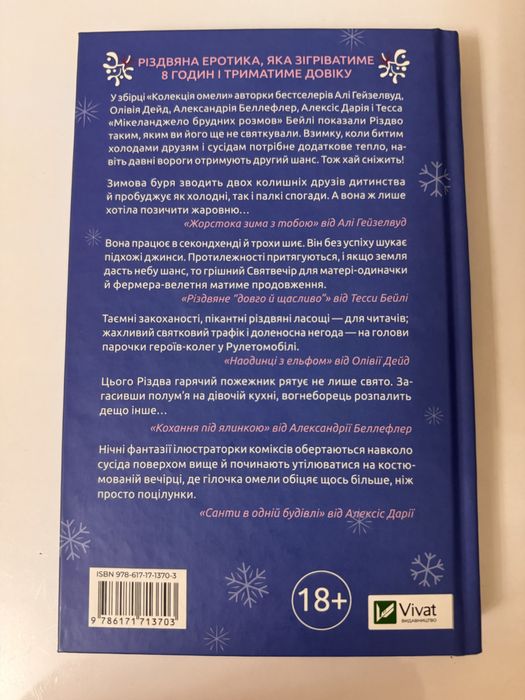 РІЗДВЯНА ЕРОТИКА, ЯКА ЗІГРІВАТИМЕ
8 ГОДИН І ТРИМАТИМЕ ДОВІКУ
У збірці «Колекція омели» авторки бестселерів Алі Гейзелвуд,
Олівія Дейд, Александрія Беллефлер, Алексіс Дарія і Тесса
«Мікеланджело брудних розмов» Бейлі показали Різдво
таким, яким ви його ще не святкували. Взимку, коли битим
холодами друзям і сусідам потрібне додаткове тепло, на-
віть давні вороги отримують другий шанс. Тож хай сніжить!
Зимова буря зводить двох колишніх друзів дитинства
й пробуджує як холодні, так і палкі спогади. А вона ж лише
хотіла позичити жаровню…
«Жорстока зима з тобою» від Алі Гейзелвуд
Вона працює в секондхенді й трохи шиє. Він без успіху шукає
підхожі джинси. Протилежності притягуються, і якщо земля
дасть небу шанс, то грішний Святвечір для матері-одиначки
й фермера-велетня матиме продовження.
«Різдвяне "довго й щасливо"» від Тесси Бейлі
Таємні закоханості, пікантні різдвяні ласощі — для читачів;
жахливий святковий трафік і доленосна негода — на голови
парочки героїв-колег у Рулетомобілі.
«Наодинці з ельфом» від Олівії Дейд
Цього Різдва гарячий пожежник рятує не лише свято. За-
гасивши полум'я на дівочій кухні, вогнеборець розпалить
дещо інше…
«Кохання під ялинкою» від Александрії Беллефлер
Нічні фантазії ілюстраторки коміксів обертаються навколо
сусіда поверхом вище й починають утілюватися на костю-
мованій вечірці, де гілочка омели обіцяє щось більше, ніж
просто поцілунки.
«Санти в одній будівлі» від Алексіс Дарії
ISBN 978-617-17-1370-3
9 786171 713703
18+
Vivat
ВИДАВНИЦТВО